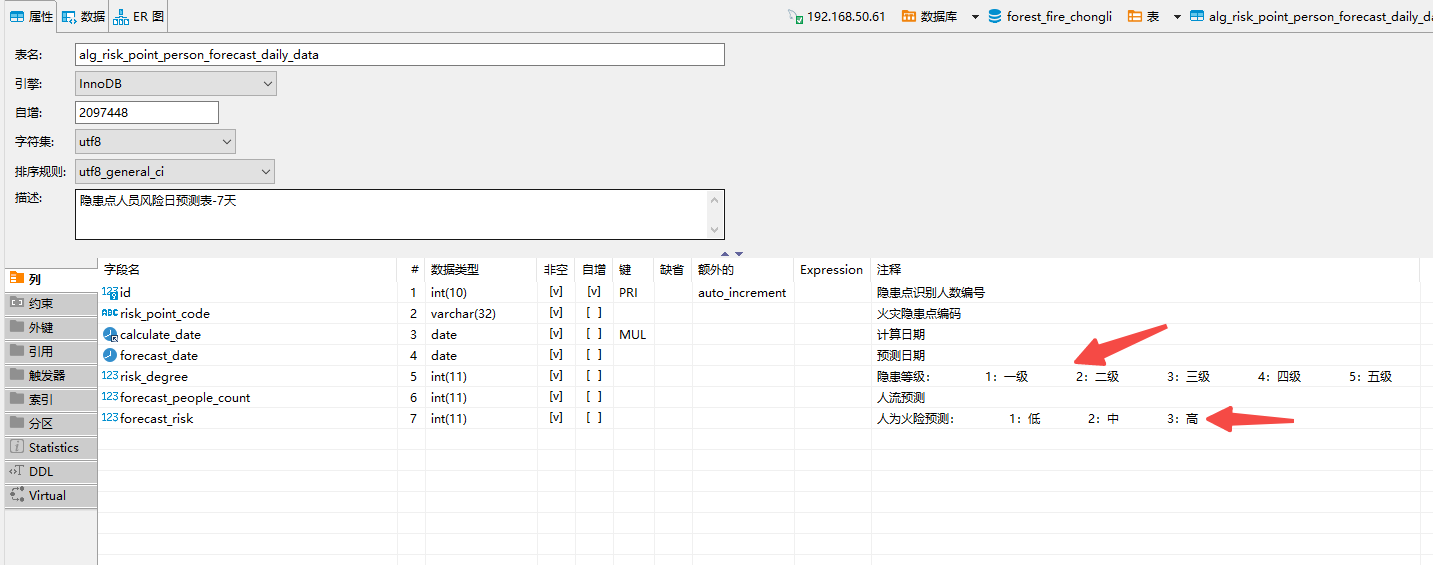 属性 数据 ER 图 192.168.50.61 数据库 forest_fire_chongli 表
表名: alg_risk_point_person_forecast_daily_data
引擎: InnoDB
自增: 2097448
字符集: utf8
排序规则: utf8_general_ci
描述: 隐患点人员风险日预测表-7天
列
约束
外键
引用
触发器
索引
分区
Statistics
DDL
Virtual
字段名 # 数据类型 非空 自增 键 缺省 额外的 Expression 注释
123 id 1 int(10) [v] [v] PRI auto_increment 隐患点识别人数编号
ABC risk_point_code 2 varchar(32) [v] [ ] 火灾隐患点编码
calculate_date 3 date [v] [ ] MUL 计算日期
forecast_date 4 date [v] [ ] 预测日期
123 risk_degree 5 int(11) [v] [ ] 隐患等级: 1：一级 2：二级 3：三级 4：四级 5：五级
123 forecast_people_count 6 int(11) [v] [ ] 人流预测
123 forecast_risk 7 int(11) [v] [ ] 人为火险预测: 1：低 2：中 3：高